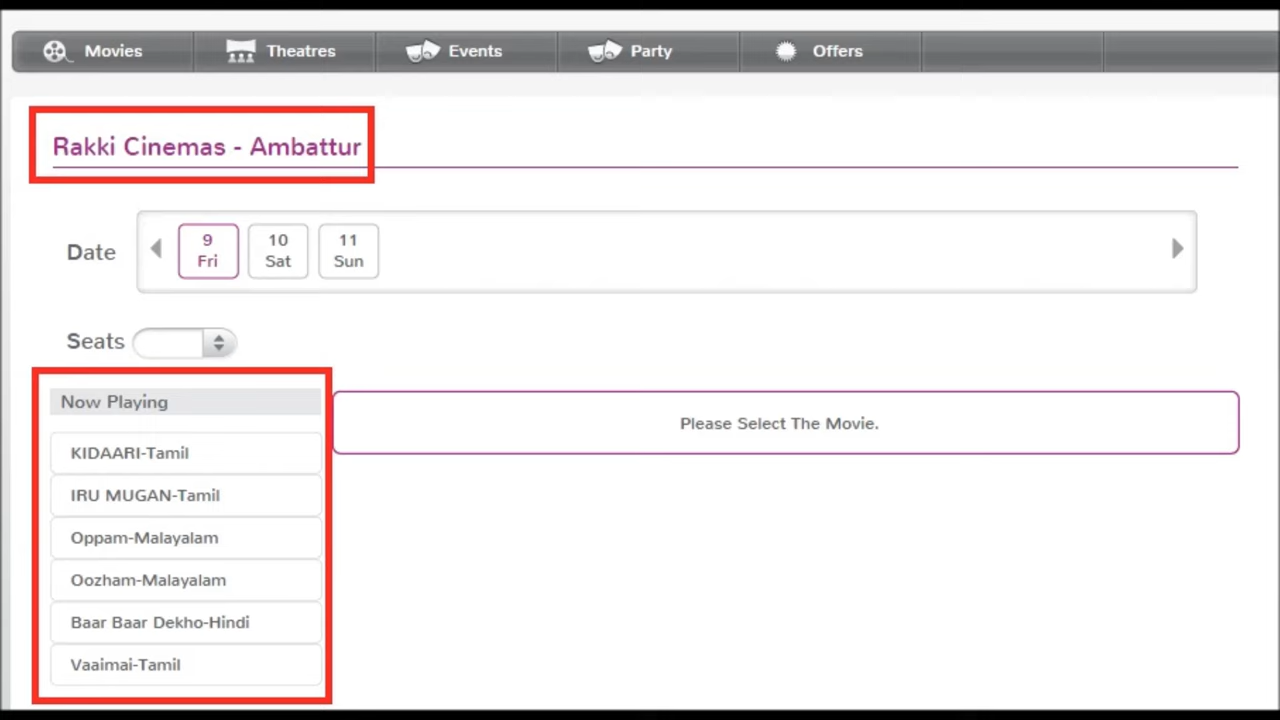 Movies Theatres Events Party Offers
Rakki Cinemas - Ambattur
Date
9 10 11
Fri Sat Sun
Seats
Now Playing
Please Select The Movie.
KIDAARI-Tamil
IRU MUGAN-Tamil
Oppam-Malayalam
Oozham-Malayalam
Baar Baar Dekho-Hindi
Vaaimai-Tamil